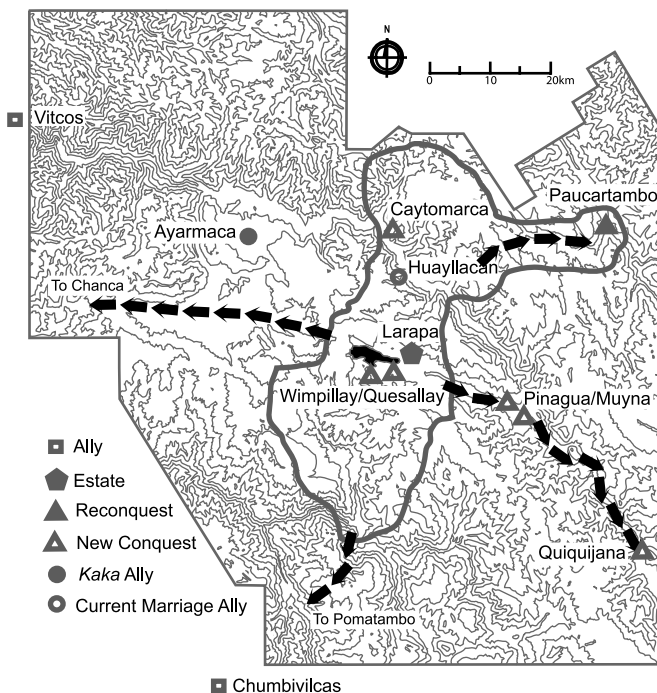 N
0
10
20km
Vitcos
Paucartambo
Caytomarca
Ayarmaca
Huayllacan
To Chanca
Larapa
Wimpillay/Quesallay
Pinagua/Muyna
Ally
Estate
Reconquest
New Conquest
Quiquijana
Kaka Ally
Current Marriage Ally
To Pomatambo
Chumbivilcas